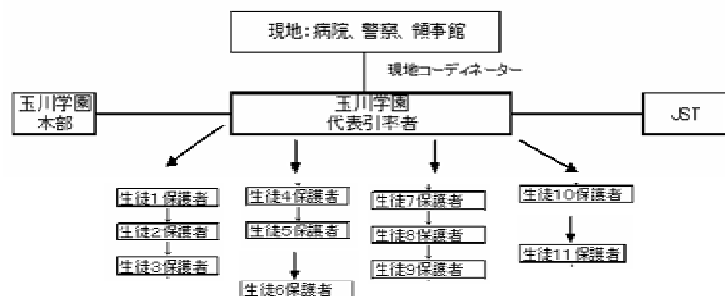 現地：病院、警察、領事館
現地コーディネーター
玉川学園
本部
玉川学園
代表引率者
JST
生徒1保護者
生徒2保護者
生徒3保護者
生徒4保護者
生徒5保護者
生徒6保護者
生徒7保護者
生徒8保護者
生徒9保護者
生徒10保護者
生徒11保護者